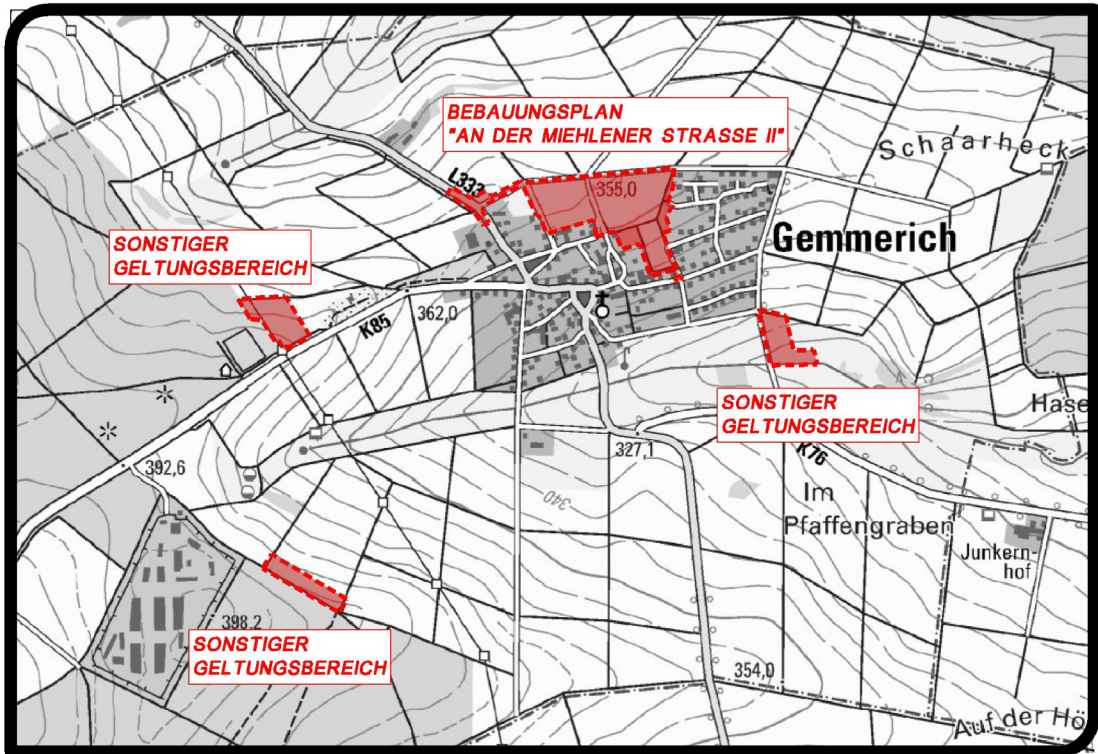 BEBAUUNGSPLAN
"AN DER MIEHLENER STRASSE II"
Schaarheck
L333
355,0
SONSTIGER
GELTUNGSBEREICH
Gemmerich
K85
362,0
SONSTIGER
GELTUNGSBEREICH
Hase
327,1
K76
392,6
340
Im
Pfaffengraben
Junkern-
hof
398,2
SONSTIGER
GELTUNGSBEREICH
354,0
Auf der Hö